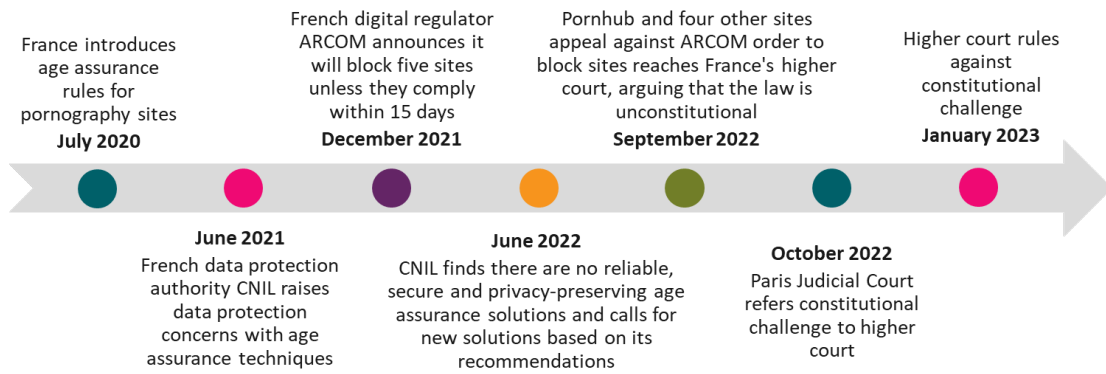 France introduces
age assurance
rules for
pornography sites
July 2020
June 2021
French data protection
authority CNIL raises
data protection
concerns with age
assurance techniques
French digital regulator
ARCOM announces it
will block five sites
unless they comply
within 15 days
December 2021
June 2022
CNIL finds there are no reliable,
secure and privacy-preserving age
assurance solutions and calls for
new solutions based on its
recommendations
Pornhub and four other sites
appeal against ARCOM order to
block sites reaches France's higher
court, arguing that the law is
unconstitutional
September 2022
October 2022
Paris Judicial Court
refers constitutional
challenge to higher
court
Higher court rules
against
constitutional
challenge
January 2023